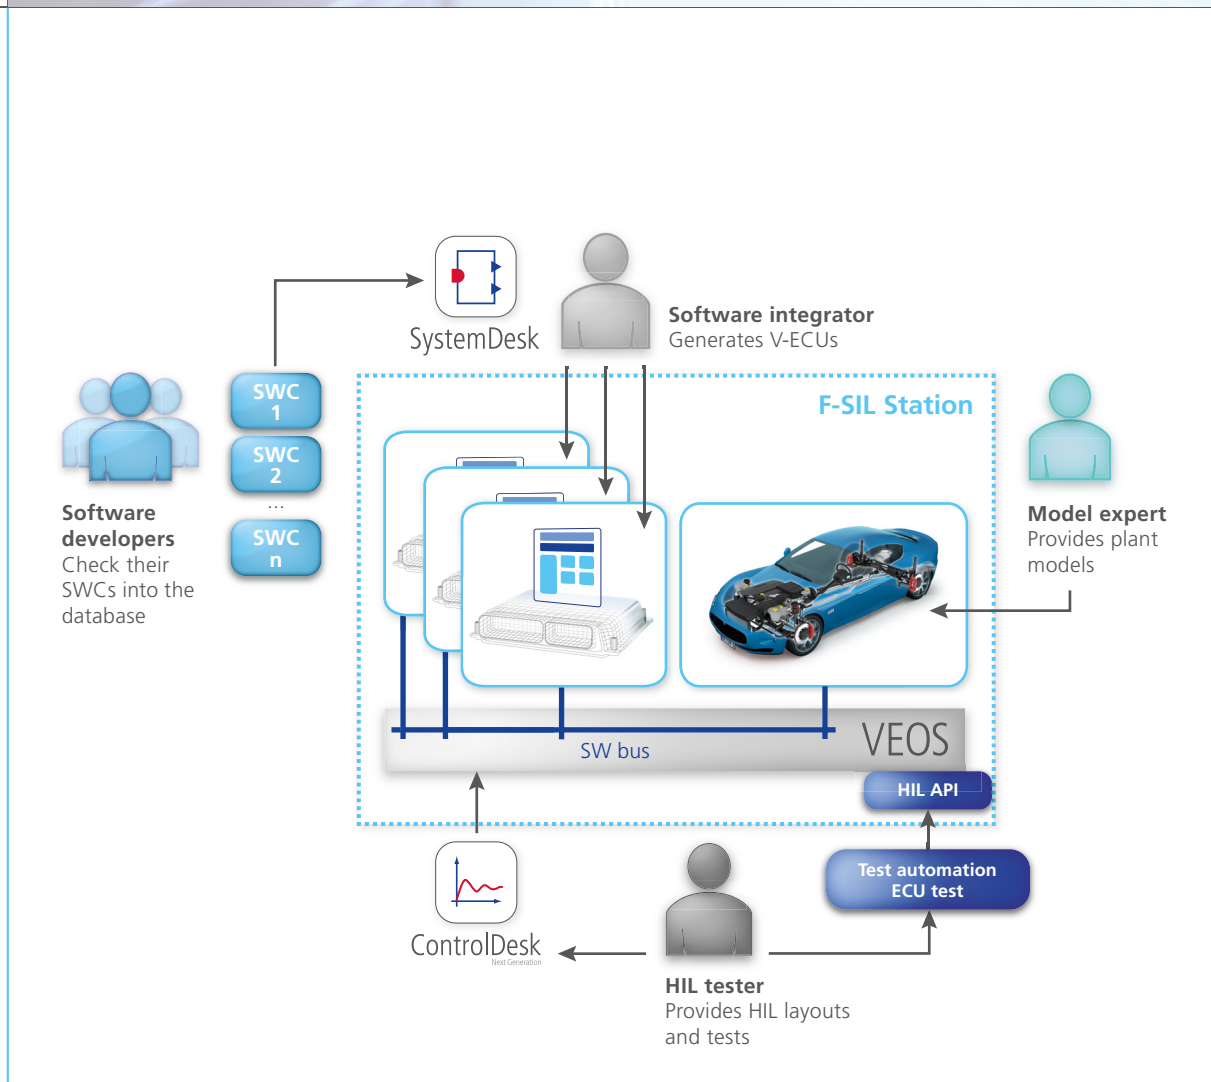 SystemDesk
Software integrator
Generates V-ECUs
SWC
1
SWC
2
...
SWC
n
Software
developers
Check their
SWCs into the
database
F-SIL Station
Model expert
Provides plant
models
SW bus
VEOS
HIL API
Test automation
ECU test
ControlDesk
Next Generation
HIL tester
Provides HIL layouts
and tests